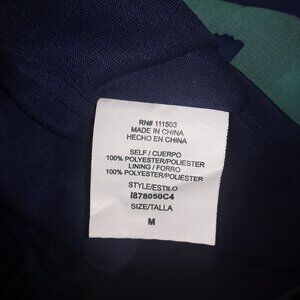 RN# 111503
MADE IN CHINA
HECHO EN CHINA
SELF / CUERPO
100% POLYESTER/POLIESTER
LINING / FORRO
100% POLYESTER/POLIESTER
STYLE/ESTILO
I878050C4
SIZE/TALLA
M